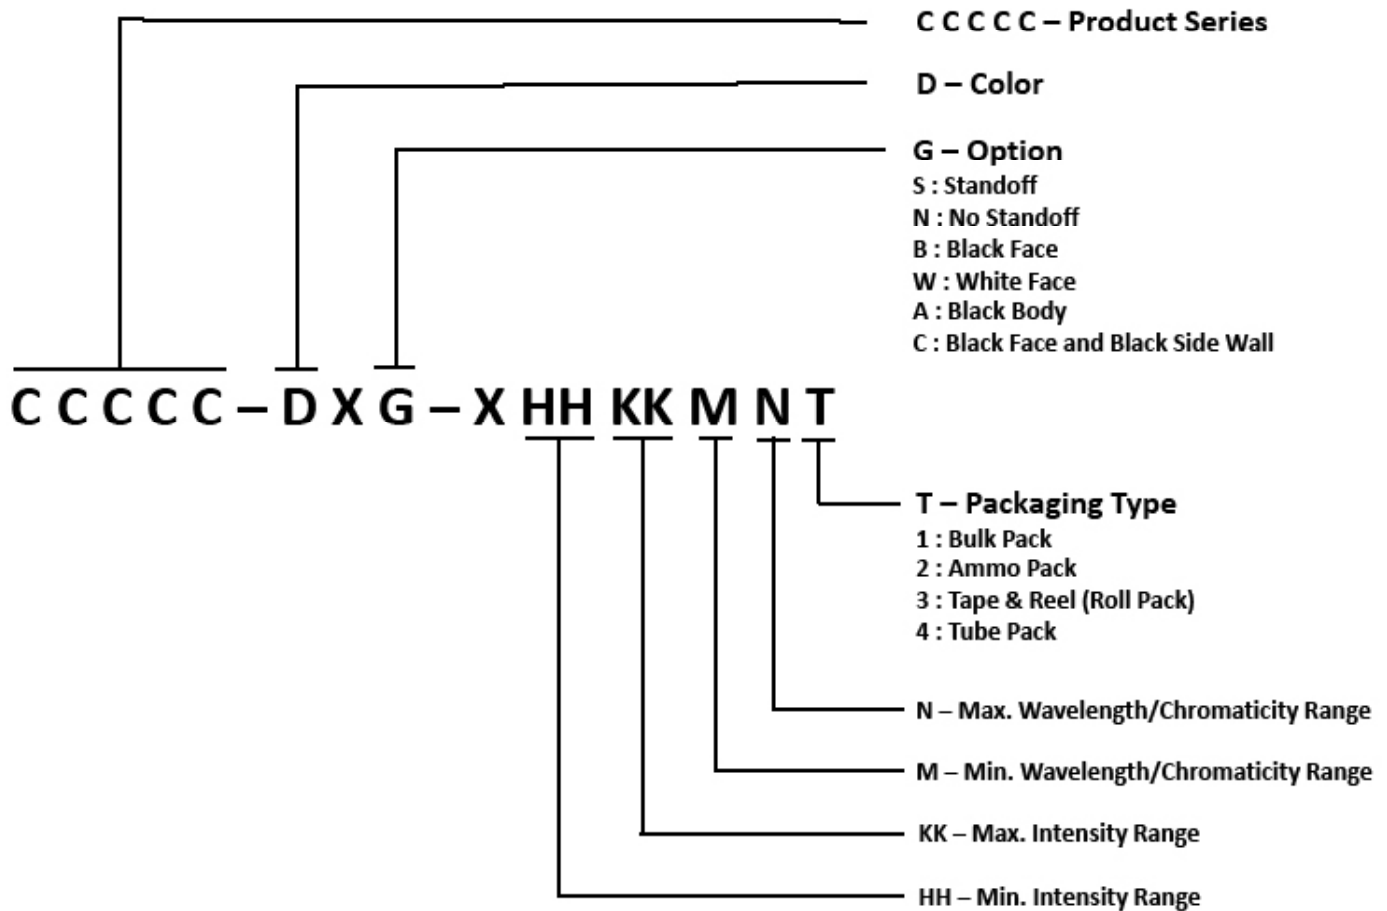 C C C C C – Product Series
D – Color
G – Option
S : Standoff
N : No Standoff
B : Black Face
W : White Face
A : Black Body
C : Black Face and Black Side Wall
C C C C C – D X G – X HH KK M N T
T – Packaging Type
1 : Bulk Pack
2 : Ammo Pack
3 : Tape & Reel (Roll Pack)
4 : Tube Pack
N – Max. Wavelength/Chromaticity Range
M – Min. Wavelength/Chromaticity Range
KK – Max. Intensity Range
HH – Min. Intensity Range